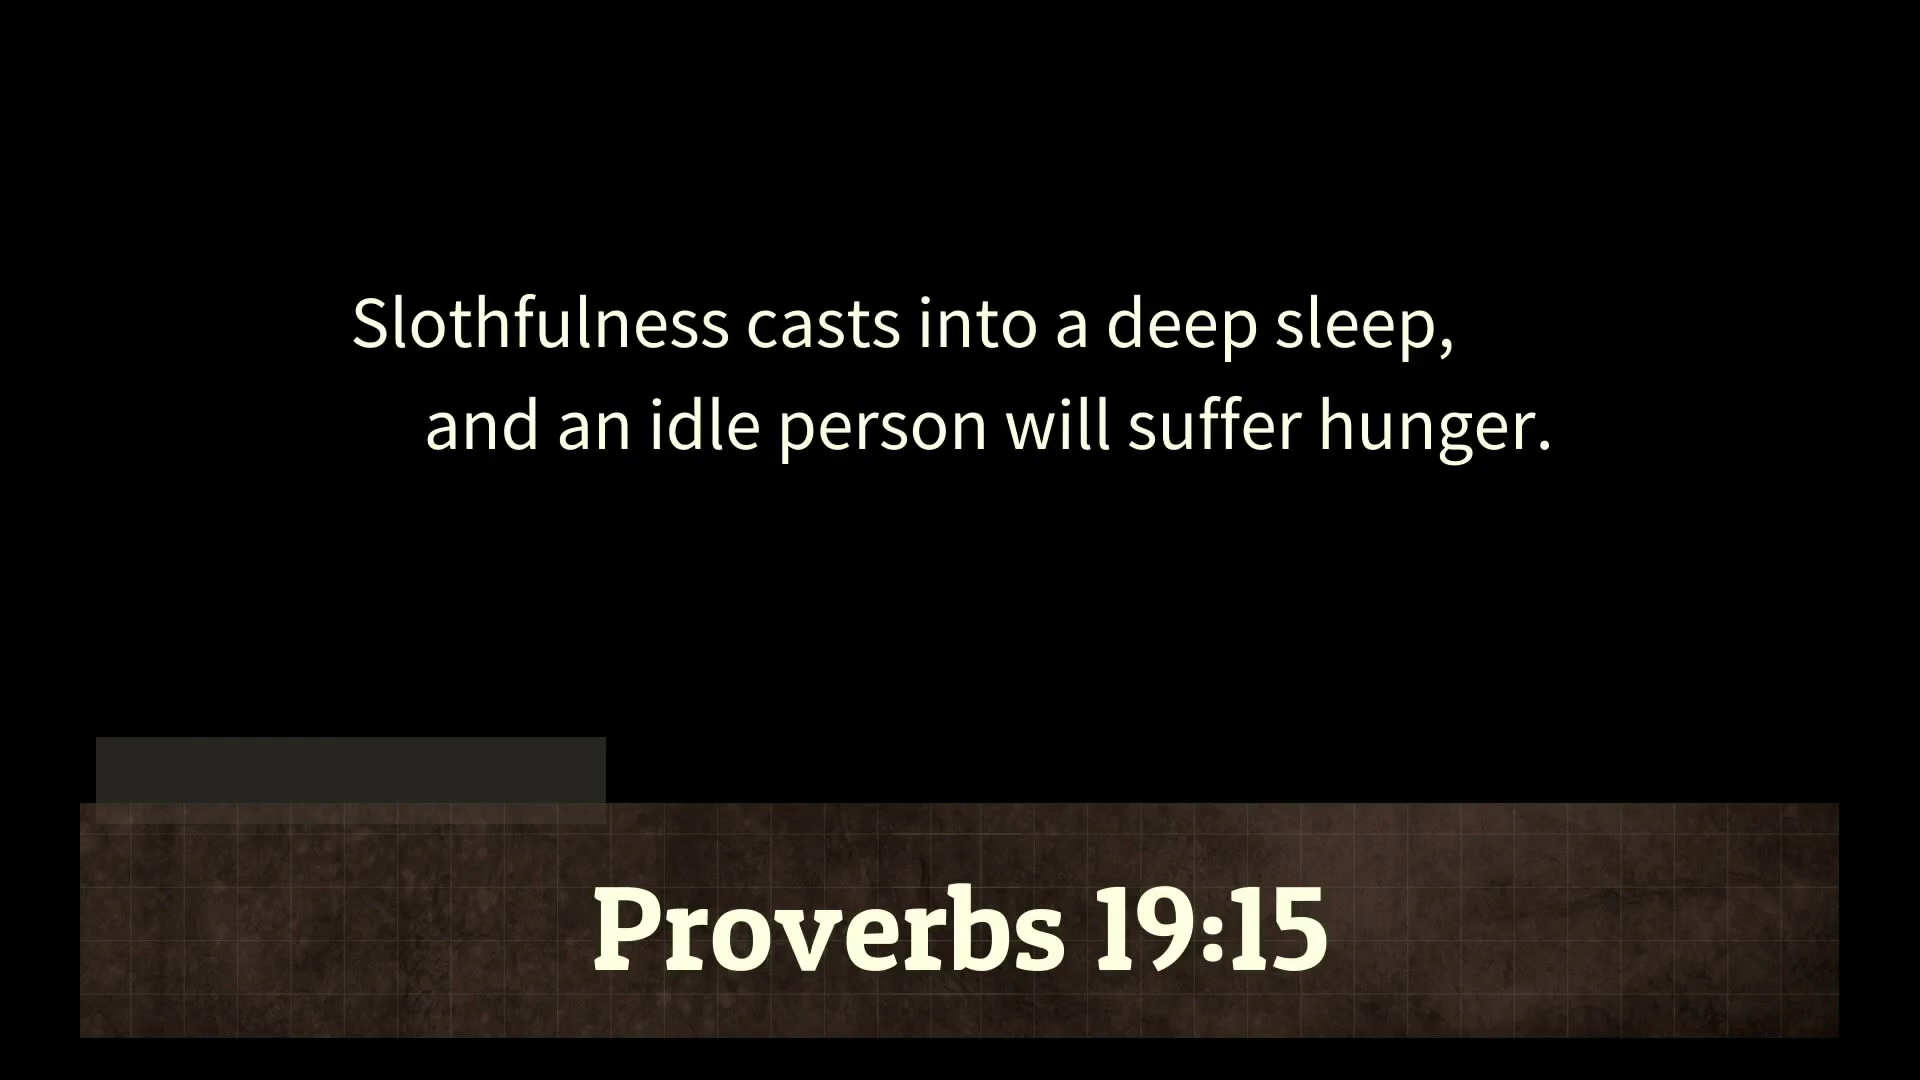 Slothfulness casts into a deep sleep,
and an idle person will suffer hunger.
Proverbs 19:15